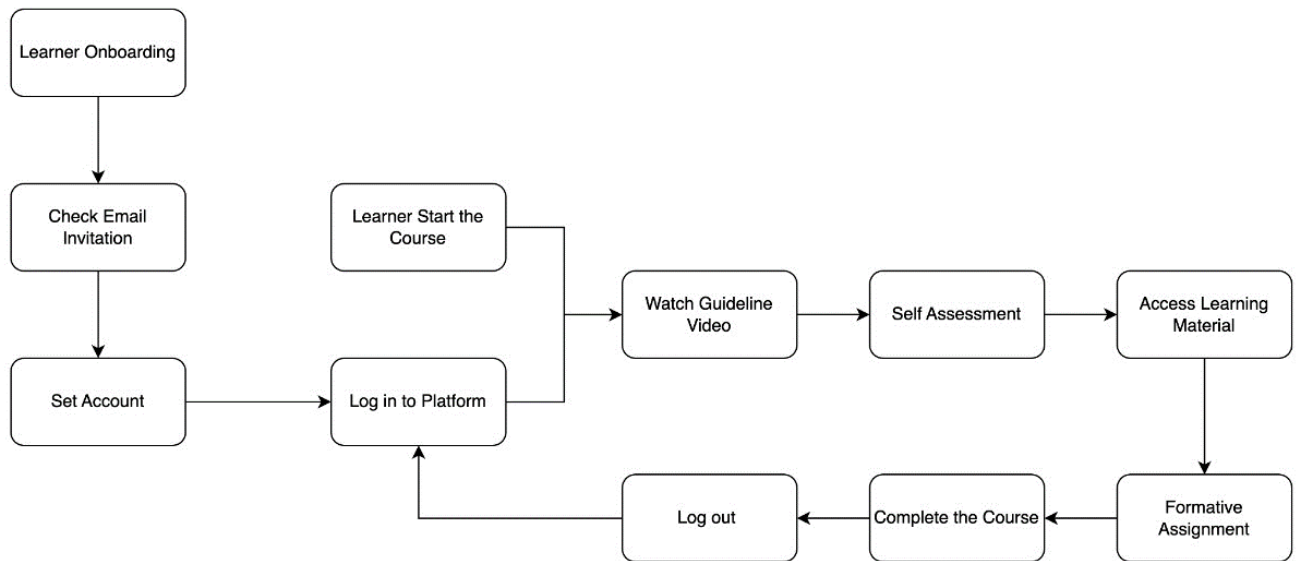 Learner Onboarding
Check Email
Invitation
Set Account
Learner Start the
Course
Log in to Platform
Watch Guideline
Video
Self Assessment
Access Learning
Material
Formative
Assignment
Complete the Course
Log out